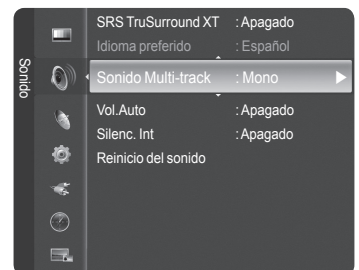 Sonido
SRS TruSurround XT : Apagado
Idioma preferido : Español
Sonido Multi-track : Mono
Vol.Auto : Apagado
Silenc. Int : Apagado
Reinicio del sonido